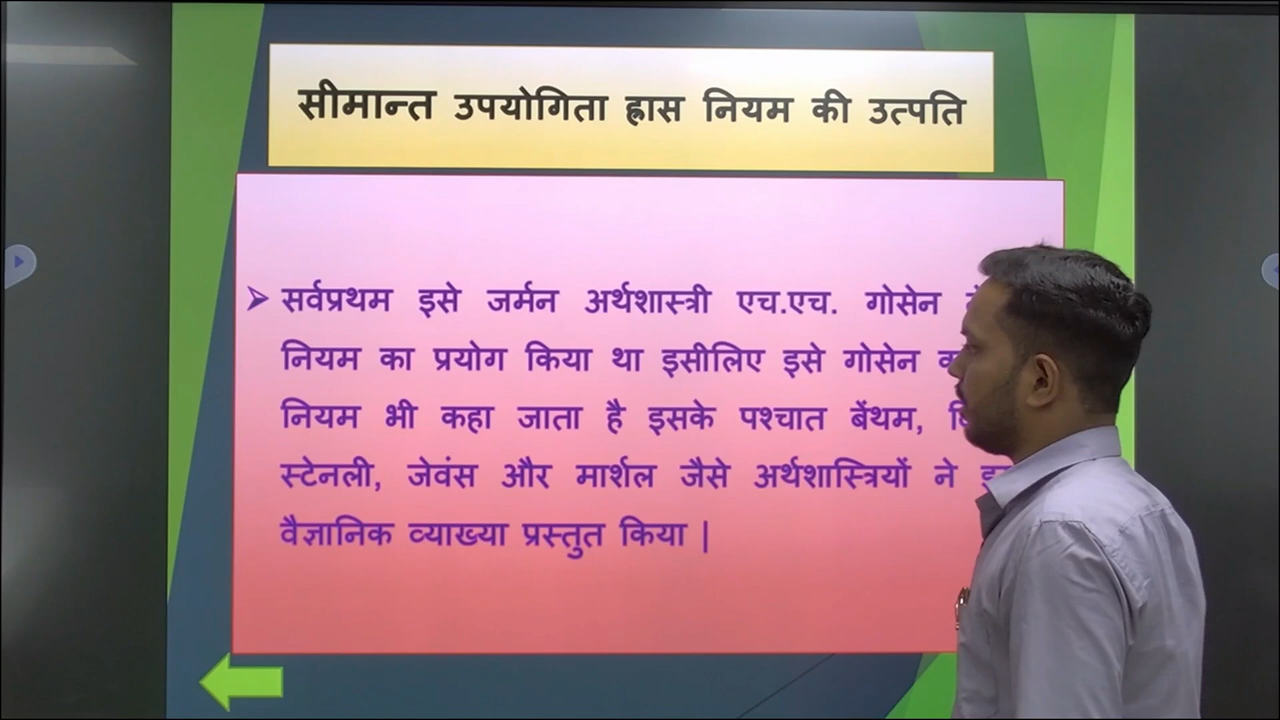 सीमान्त उपयोगिता ह्रास नियम की उत्पति
सर्वप्रथम इसे जर्मन अर्थशास्त्री एच.एच. गोसेन
नियम का प्रयोग किया था इसीलिए इसे गोसेन
नियम भी कहा जाता है इसके पश्चात बेंथम,
स्टेनली, जेवंस और मार्शल जैसे अर्थशास्त्रियों ने
वैज्ञानिक व्याख्या प्रस्तुत किया |